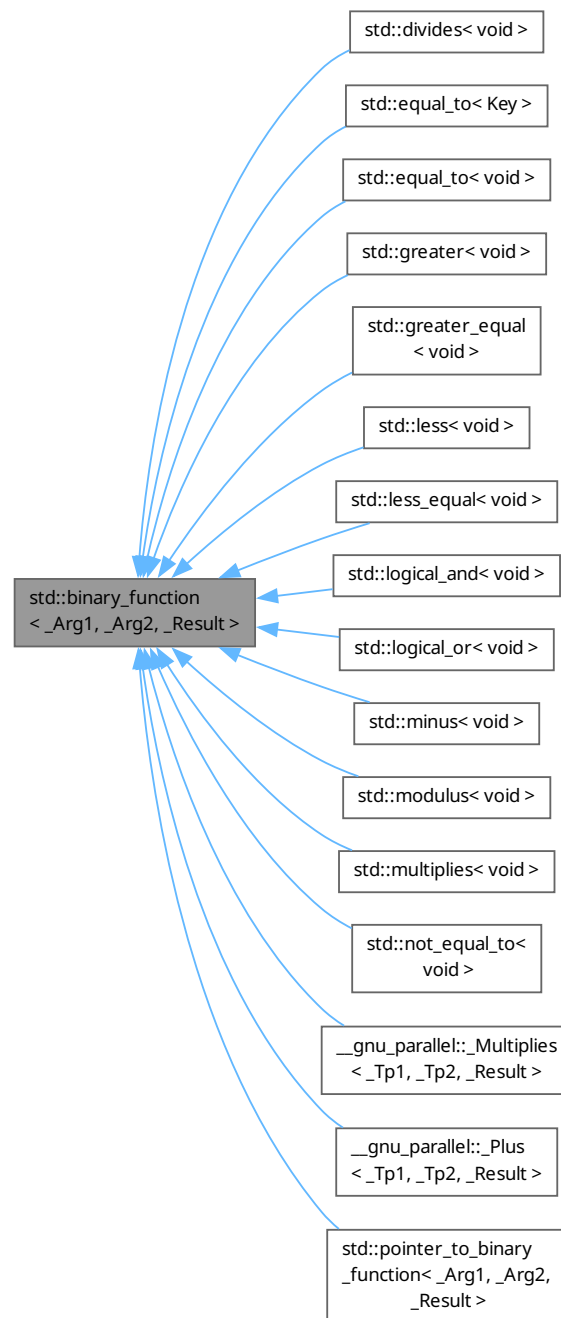 std::divides< void >
std::equal_to< Key >
std::equal_to< void >
std::greater< void >
std::greater_equal
< void >
std::less< void >
std::less_equal< void >
std::logical_and< void >
std::binary_function
< _Arg1, _Arg2, _Result >
std::logical_or< void >
std::minus< void >
std::modulus< void >
std::multiplies< void >
std::not_equal_to<
void >
__gnu_parallel::_Multiplies
< _Tp1, _Tp2, _Result >
__gnu_parallel::_Plus
< _Tp1, _Tp2, _Result >
std::pointer_to_binary
_function< _Arg1, _Arg2,
_Result >